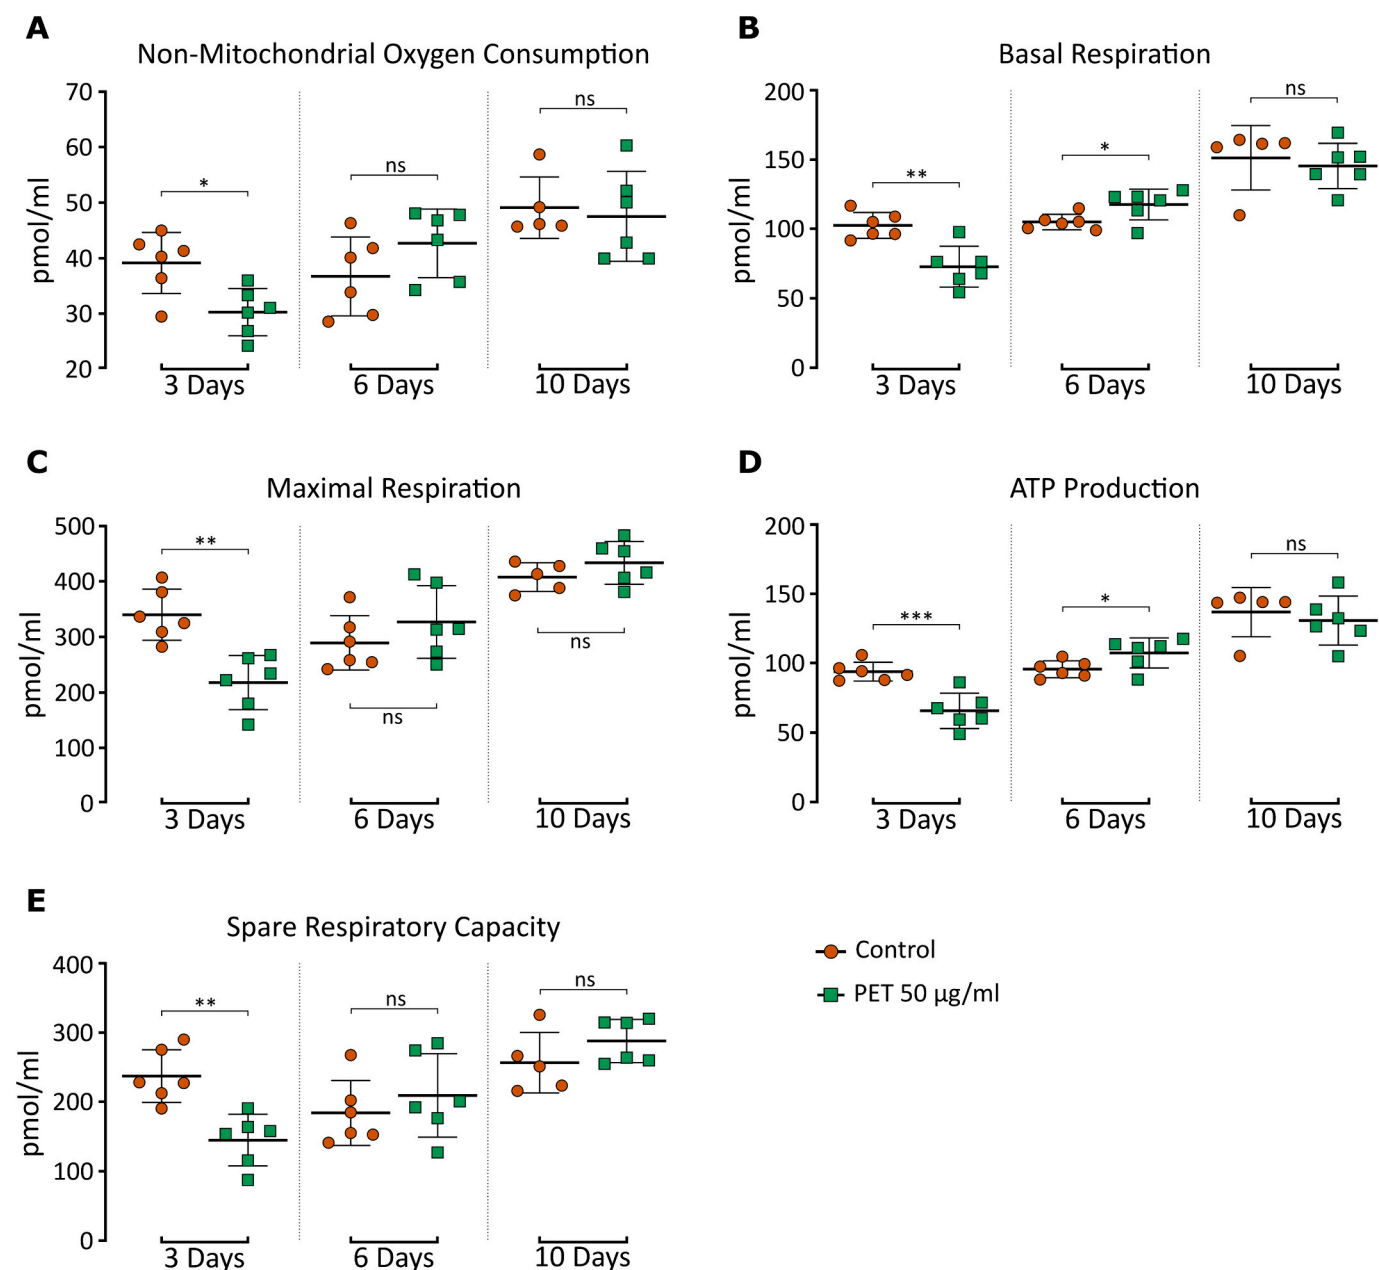 A
Non-Mitochondrial Oxygen Consumption
pmol/ml
70
60
50
40
30
20
*
ns
ns
3 Days
6 Days
10 Days
B
Basal Respiration
pmol/ml
200
150
100
50
0
**
*
ns
3 Days
6 Days
10 Days
C
Maximal Respiration
pmol/ml
500
400
300
200
100
0
**
ns
ns
3 Days
6 Days
10 Days
D
ATP Production
pmol/ml
200
150
100
50
0
***
*
ns
3 Days
6 Days
10 Days
E
Spare Respiratory Capacity
pmol/ml
400
300
200
100
0
**
ns
ns
3 Days
6 Days
10 Days
Control
PET 50 µg/ml